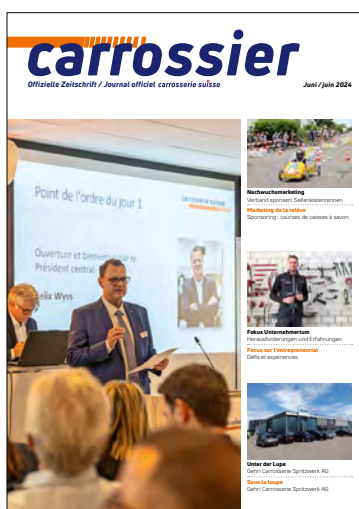 carrossier
Offizielle Zeitschrift / Journal officiel carrosserie suisse
Juni / juin 2024
Point de l'ordre du jour 1
carrosserie suisse
Ouverture et bienvenue par le
Président central
Felix Wyss
Nachwuchsmarketing
Verband sponsert Seifenkistenrennen
Marketing de la relève
Sponsoring : courses de caisses à savon
Fokus Unternehmertum
Herausforderungen und Erfahrungen
Focus sur l'entrepreneuriat
Défis et expériences
Unter der Lupe
Gehri Carrosserie Spritzwerk AG
Sous la loupe
Gehri Carrosserie Spritzwerk AG